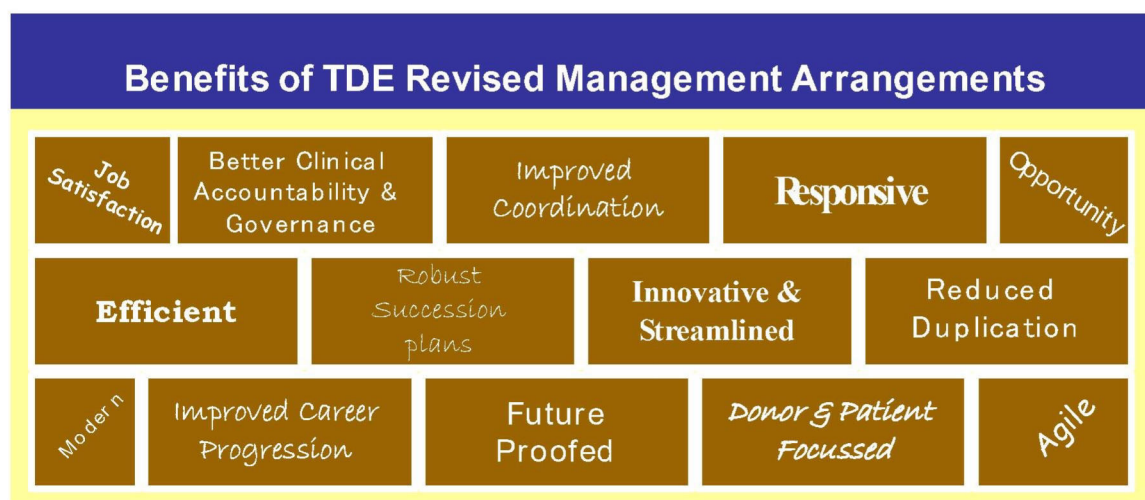 Benefits of TDE Revised Management Arrangements
Job
Satisfaction
Better Clinical
Accountability &
Governance
Improved
Coordination
Responsive
Opportunity
Efficient
Robust
Succession
plans
Innovative &
Streamlined
Reduced
Duplication
Modern
Improved Career
Progression
Future
Proofed
Donor & Patient
Focussed
Agile